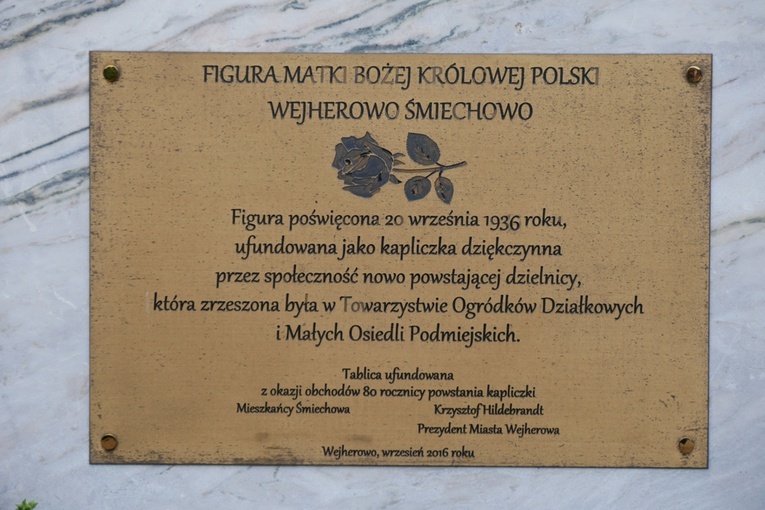 FIGURA MATKI BOŻEJ KRÓLOWEJ POLSKI
WEJHEROWO ŚMIECHOWO
Figura poświęcona 20 września 1936 roku,
ufundowana jako kapliczka dziękczynna
przez społeczność nowo powstającej dzielnicy,
która zrzeszona była w Towarzystwie Ogródków Działkowych
i Małych Osiedli Podmiejskich.
Tablica ufundowana
z okazji obchodów 80 rocznicy powstania kapliczki
Mieszkańcy Śmiechowa Krzysztof Hildebrandt
Prezydent Miasta Wejherowa
Wejherowo, wrzesień 2016 roku